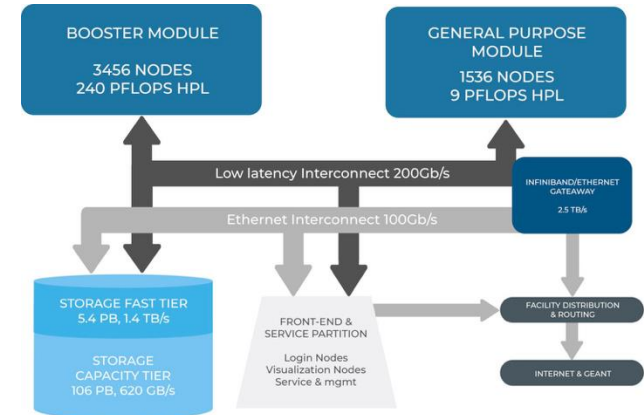 BOOSTER MODULE
3456 NODES
240 PFLOPS HPL
GENERAL PURPOSE
MODULE
1536 NODES
9 PFLOPS HPL
Low latency Interconnect 200Gb/s
INFINIBAND/ETHERNET
GATEAWAY
2.5 TB/s
Ethernet Interconnect 100Gb/s
STORAGE FAST TIER
5.4 PB, 1.4 TB/s
STORAGE
CAPACITY TIER
106 PB, 620 GB/s
FRONT-END &
SERVICE PARTITION
Login Nodes
Visualization Nodes
Service & mgmt
FACILITY DISTRIBUTION
& ROUTING
INTERNET & GEANT